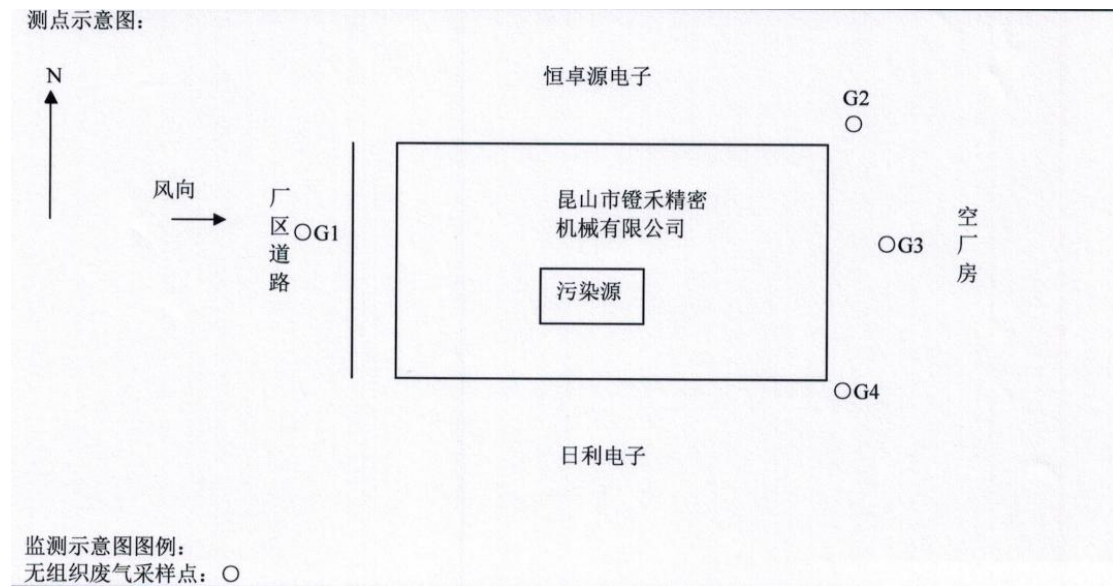 测点示意图：
N
恒卓源电子
G2
风向
厂区道路
G1
昆山市镫禾精密
机械有限公司
污染源
G3
空厂房
G4
日利电子
监测示意图图例：
无组织废气采样点：○